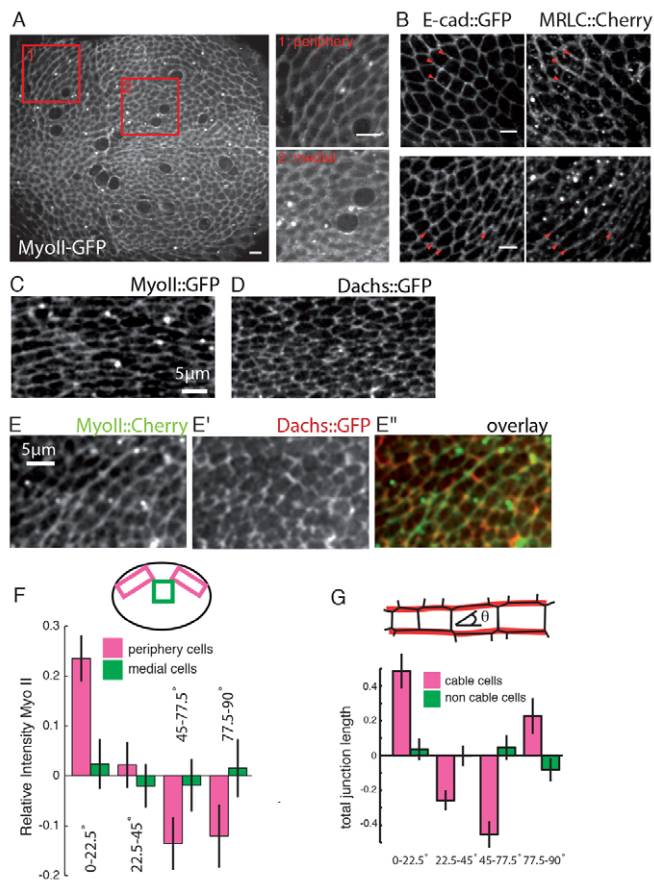 A
B
E-cad::GFP
MRLC::Cherry
1
2
1: periphery
2: medial
MyoII-GFP
C
MyoII::GFP
D
Dachs::GFP
5μm
E
MyoII::Cherry
E'
Dachs::GFP
E"
overlay
5μm
F
0.3
0.2
0.1
0
-0.1
-0.2
Relative Intensity Myo II
periphery cells
medial cells
0-22.5°
22.5-45°
45-77.5°
77.5-90°
G
θ
0.4
0.2
0
-0.2
-0.4
total junction length
cable cells
non cable cells
0-22.5°
22.5-45°
45-77.5°
77.5-90°